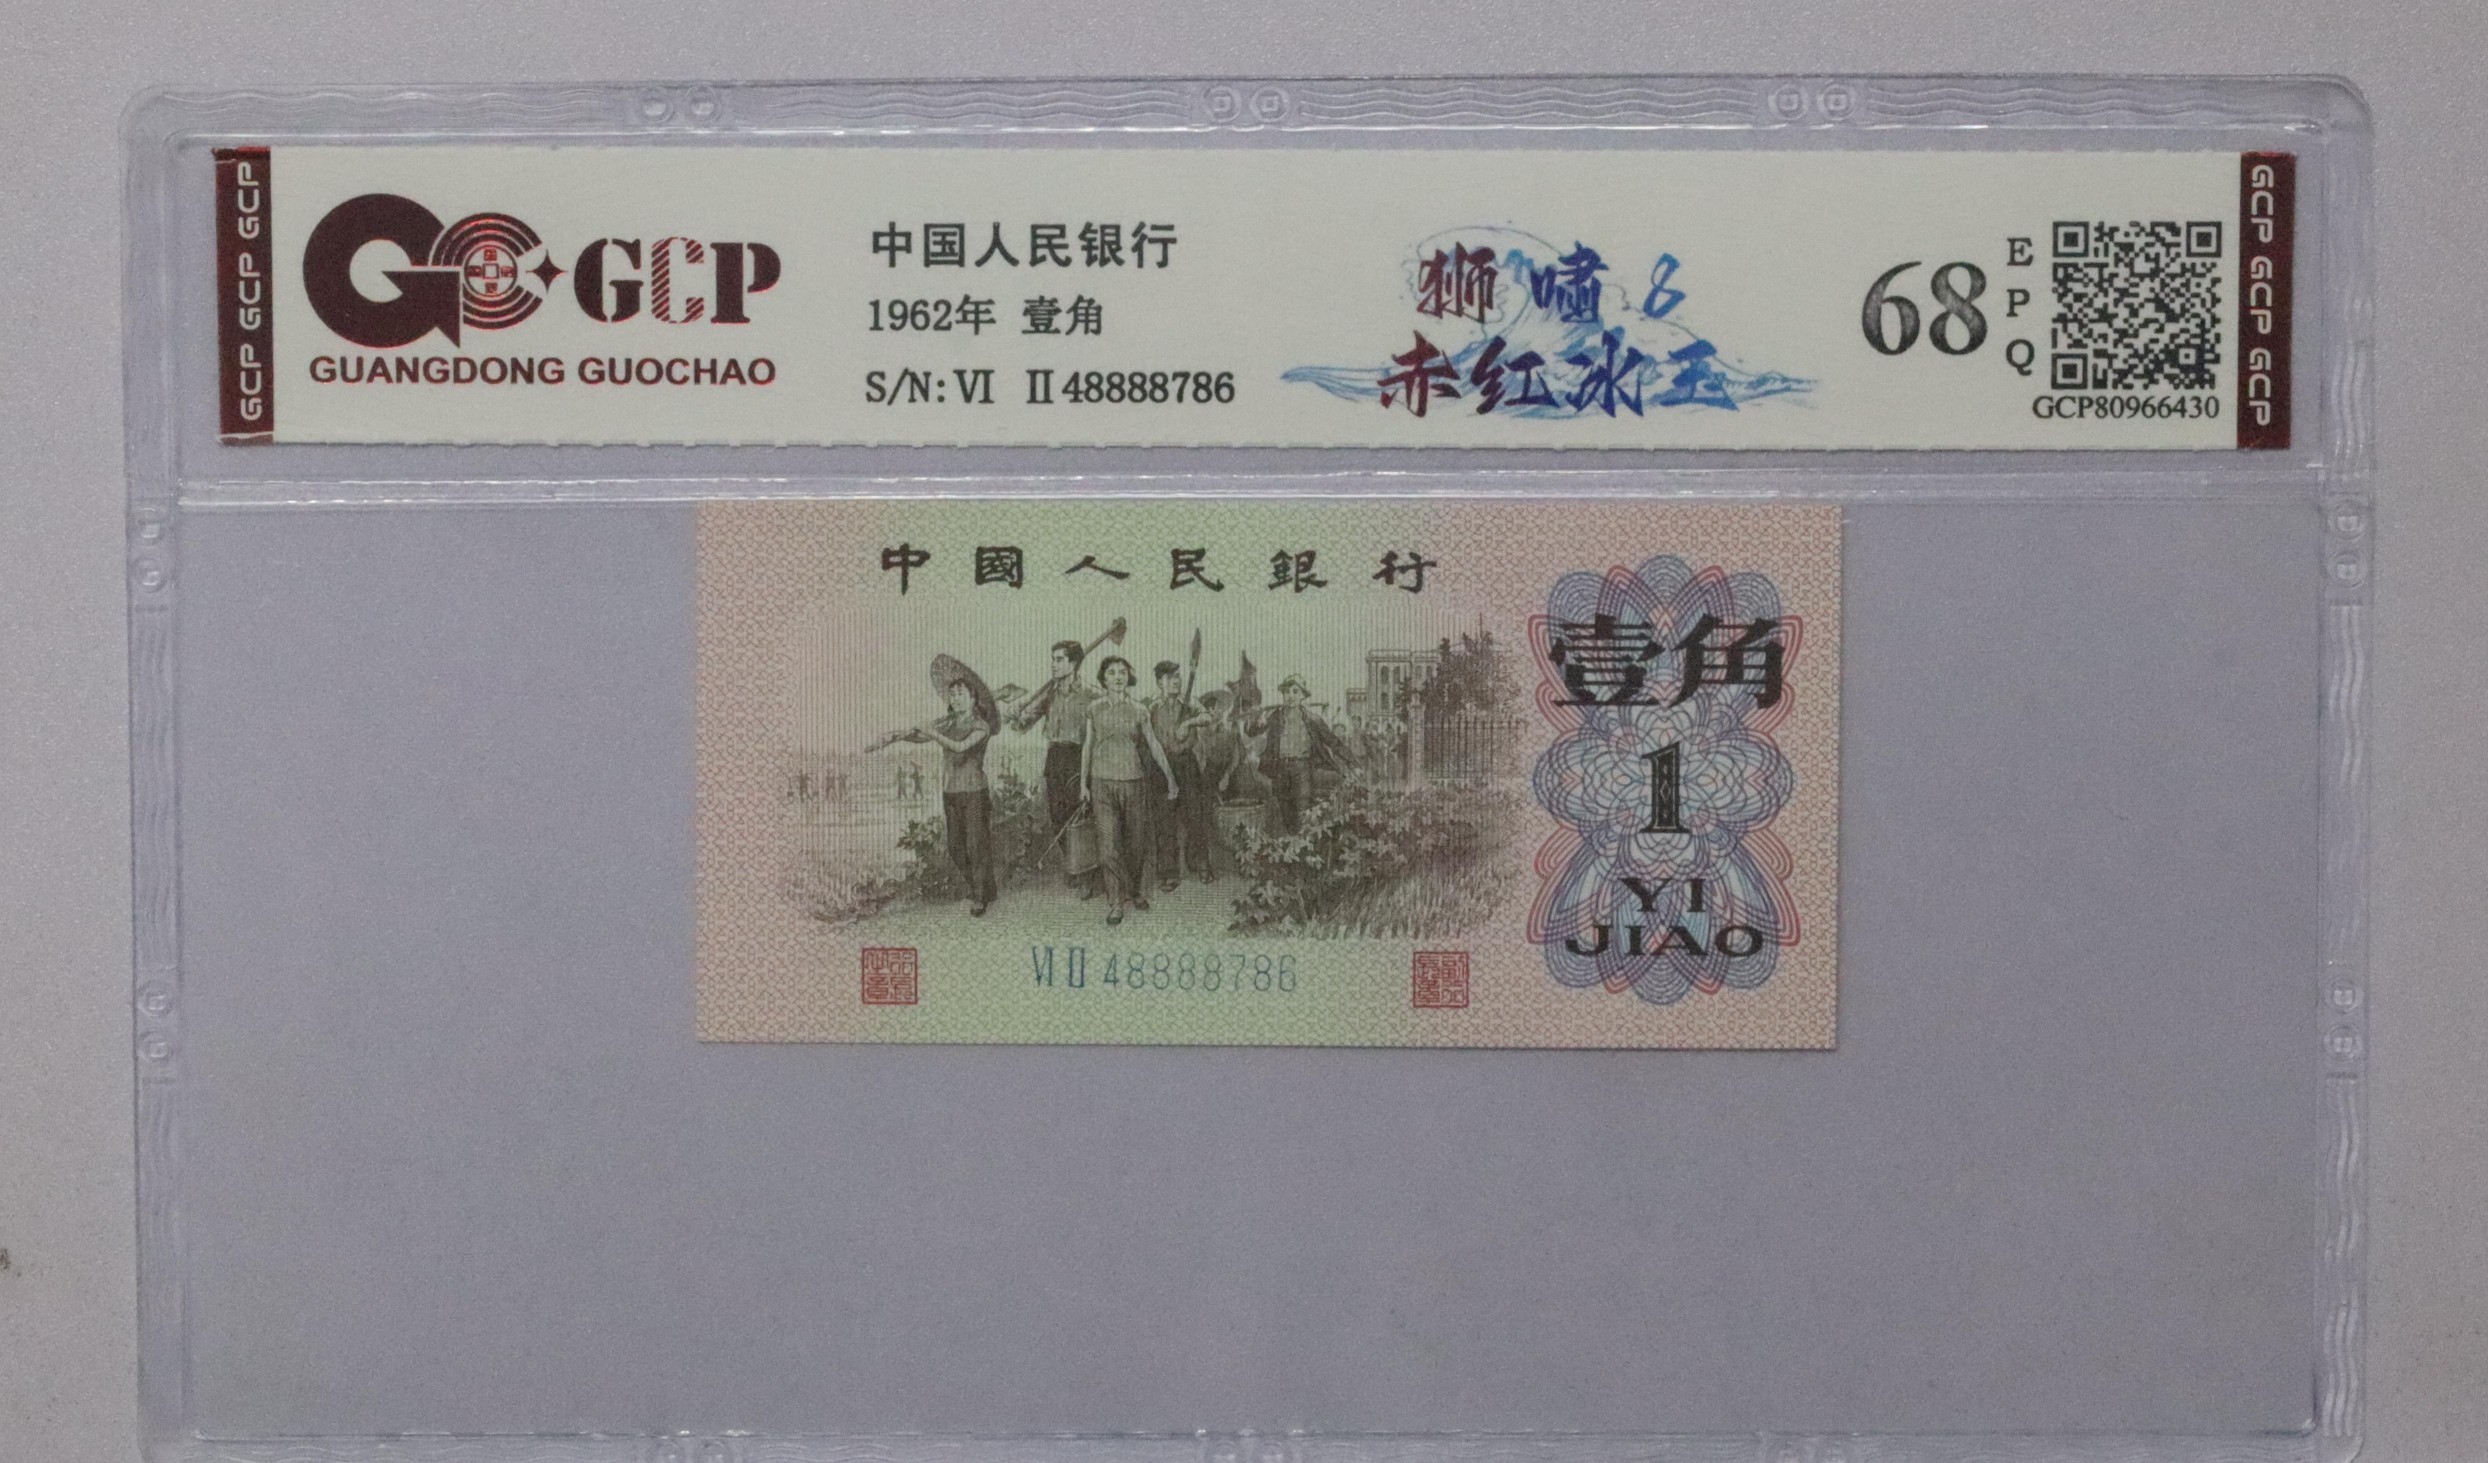 GCP GCP GCP
GCP
GUANGDONG GUOCHAO
中国人民银行
1962年 壹角
S/N: VI II 48888786
狮啸8
赤红冰玉
68
EPQ
GCP80966430
GCP GCP GCP
中國人民銀行
壹角
1
YI
JIAO
VI II 48888786